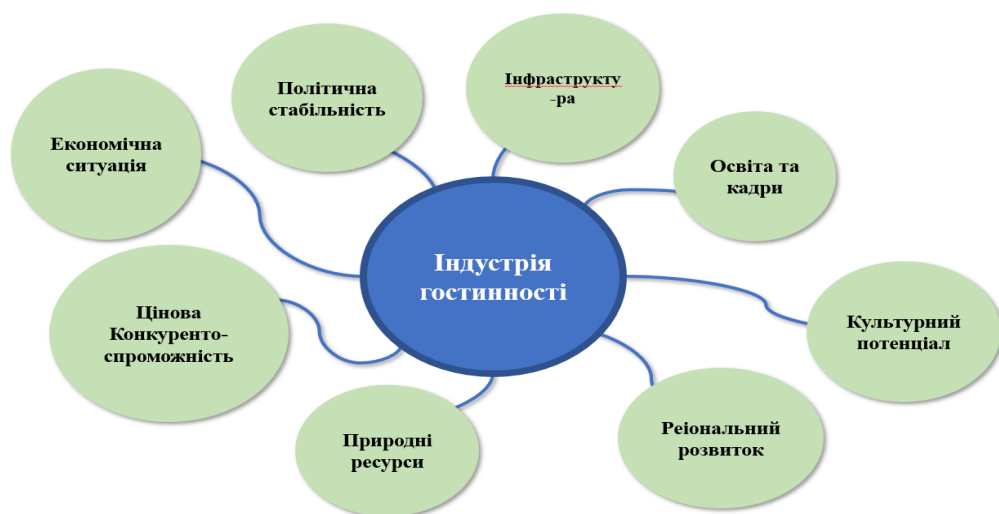 Політична
стабільність
Інфраструкту
-ра
Економічна
ситуація
Освіта та
кадри
Індустрія
гостинності
Цінова
Конкуренто-
спроможність
Культурний
потенціал
Природні
ресурси
Реіональний
розвиток